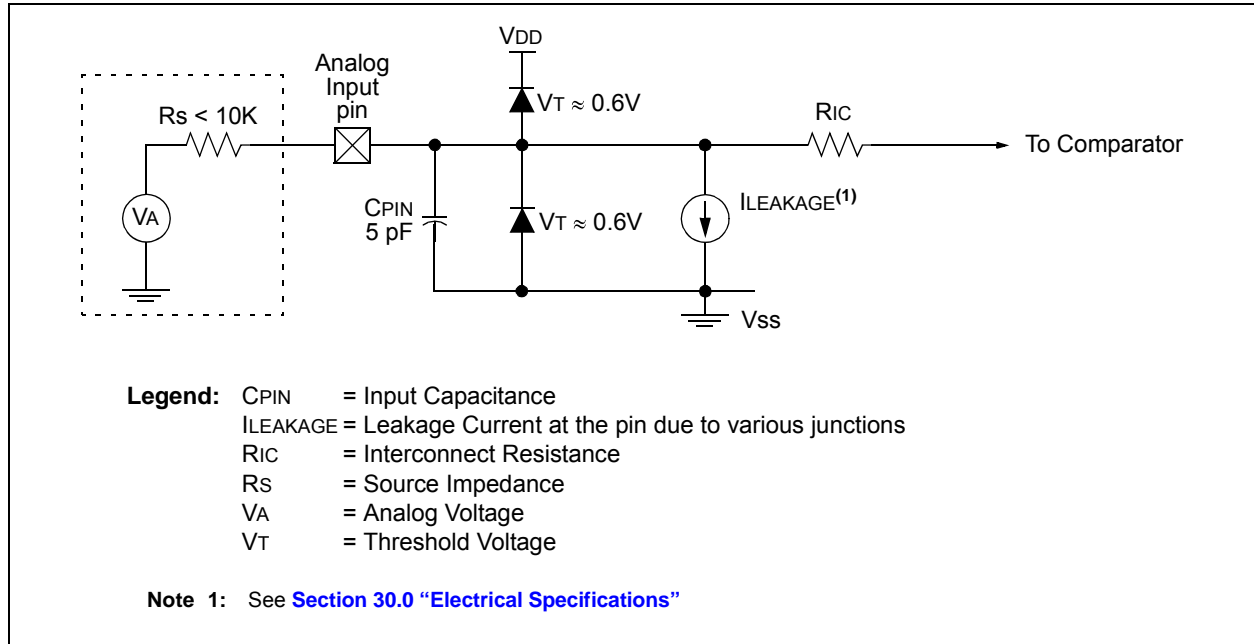 VDD
Analog
Input
pin
VT ≈ 0.6V
Rs < 10K
RIC
To Comparator
VA
CPIN
5 pF
VT ≈ 0.6V
ILEAKAGE(1)
Vss
Legend: CPIN = Input Capacitance
ILEAKAGE = Leakage Current at the pin due to various junctions
RIC = Interconnect Resistance
RS = Source Impedance
VA = Analog Voltage
VT = Threshold Voltage
Note 1: See Section 30.0 “Electrical Specifications”